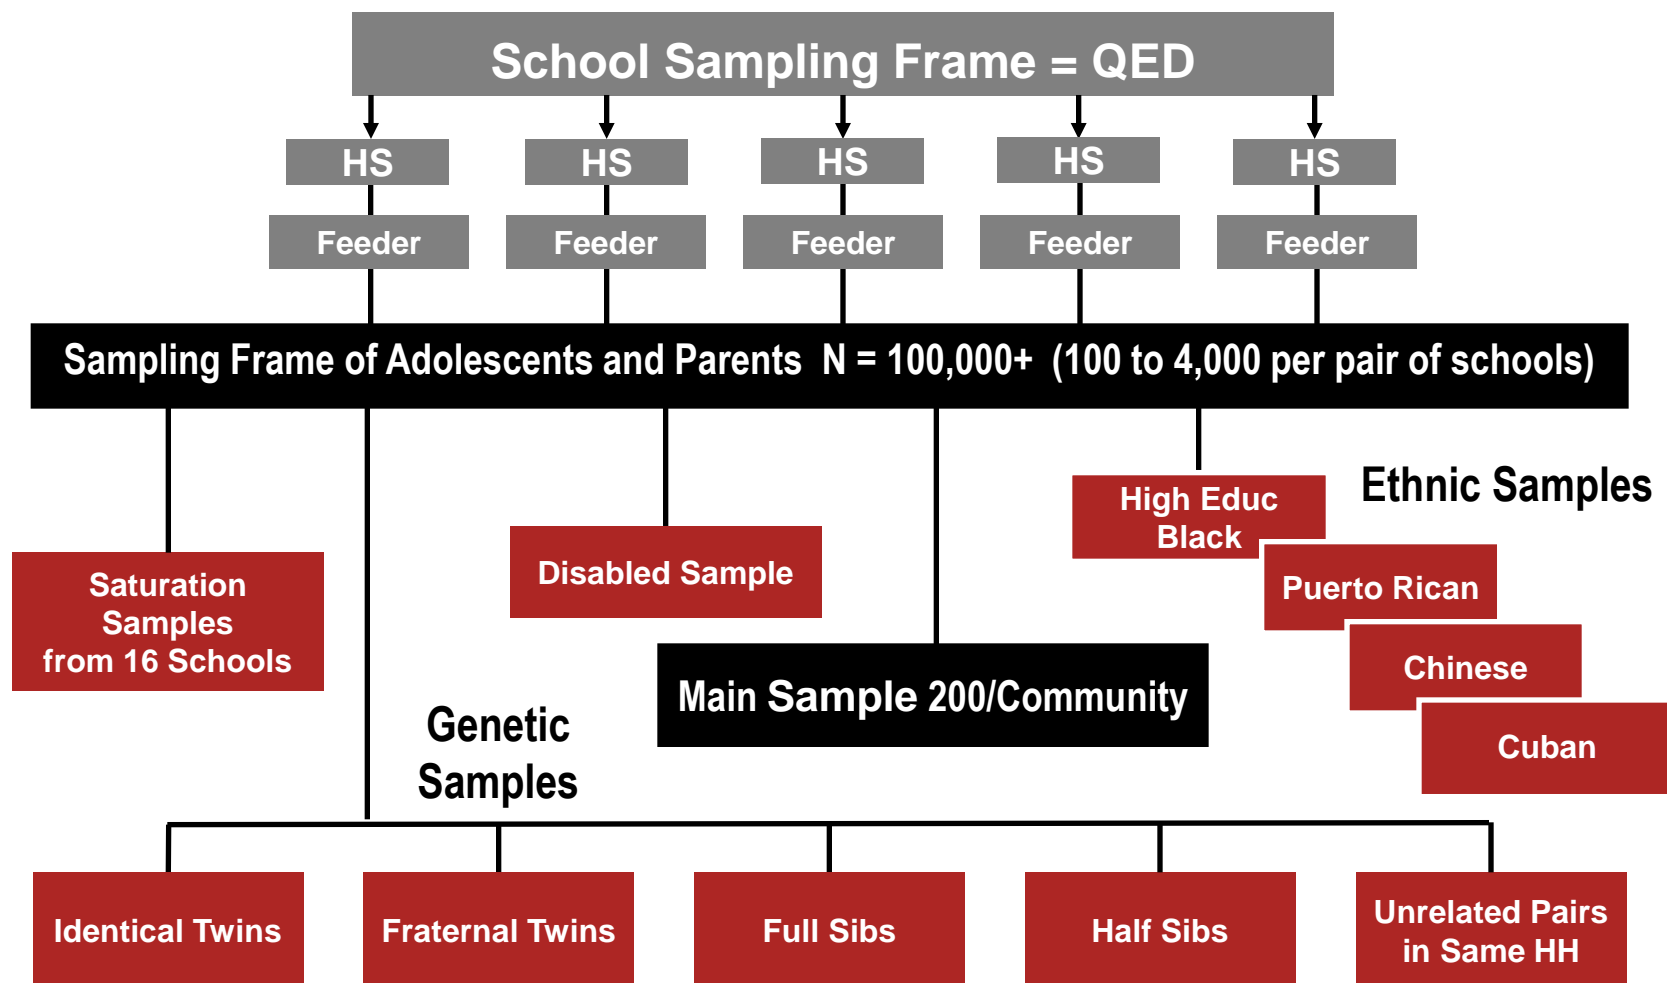 School Sampling Frame = QED
HS
HS
HS
HS
HS
Feeder
Feeder
Feeder
Feeder
Feeder
Sampling Frame of Adolescents and Parents N = 100,000+ (100 to 4,000 per pair of schools)
Ethnic Samples
High Educ
Black
Puerto Rican
Chinese
Cuban
Disabled Sample
Saturation
Samples
from 16 Schools
Main Sample 200/Community
Genetic
Samples
Identical Twins
Fraternal Twins
Full Sibs
Half Sibs
Unrelated Pairs
in Same HH